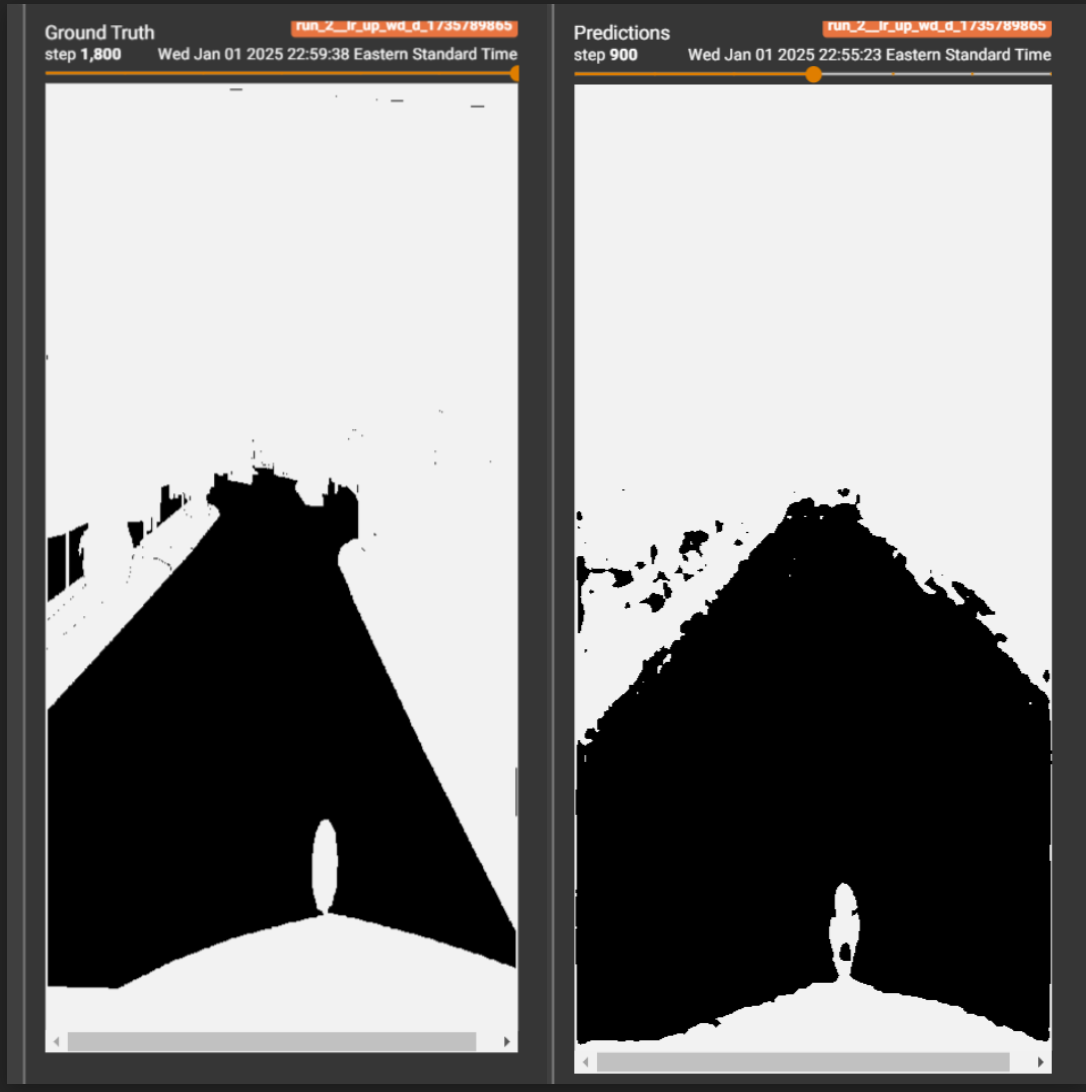 Ground Truth
run_2__lr_up_wd_d_1735789865
step 1,800 Wed Jan 01 2025 22:59:38 Eastern Standard Time
Predictions
run_2__lr_up_wd_d_1735789865
step 900 Wed Jan 01 2025 22:55:23 Eastern Standard Time